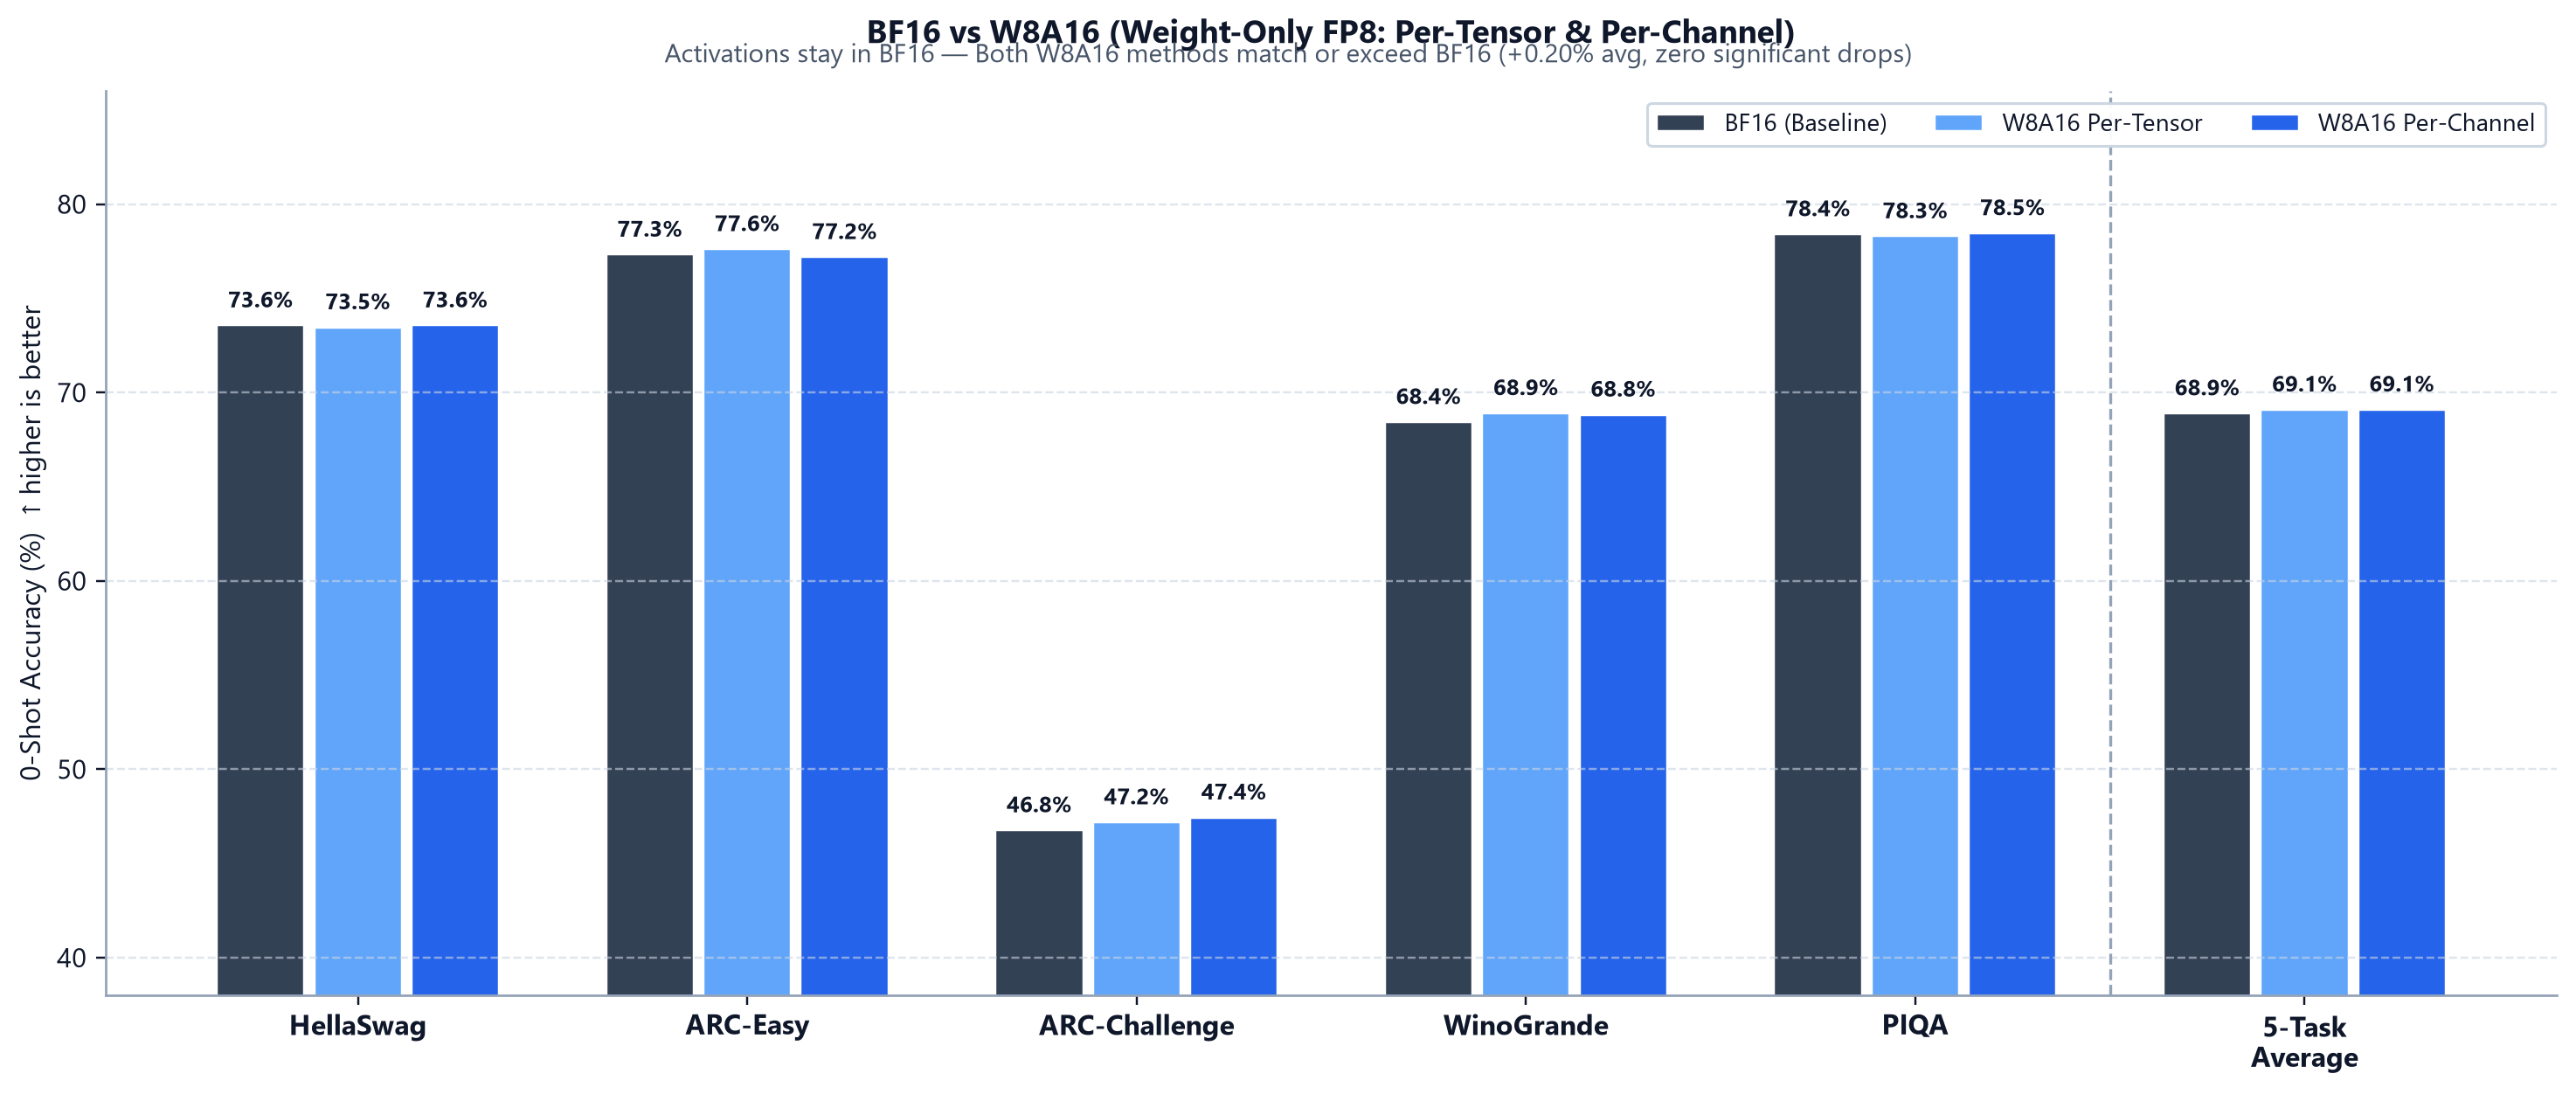 BF16 vs W8A16 (Weight-Only FP8: Per-Tensor & Per-Channel)
Activations stay in BF16 — Both W8A16 methods match or exceed BF16 (+0.20% avg, zero significant drops)
BF16 (Baseline)
W8A16 Per-Tensor
W8A16 Per-Channel
0-Shot Accuracy (%) ↑ higher is better
80
70
60
50
40
73.6%
73.5%
73.6%
77.3%
77.6%
77.2%
46.8%
47.2%
47.4%
68.4%
68.9%
68.8%
78.4%
78.3%
78.5%
68.9%
69.1%
69.1%
HellaSwag
ARC-Easy
ARC-Challenge
WinoGrande
PIQA
5-Task
Average